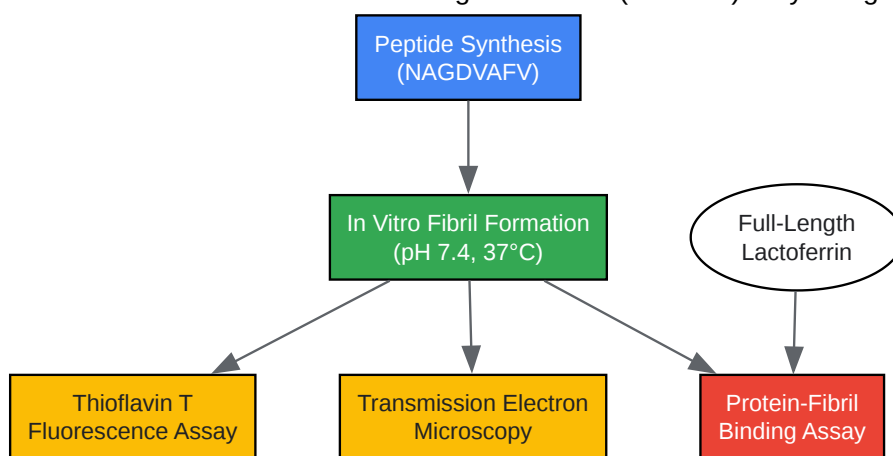 Peptide Synthesis
(NAGDVAFV)
In Vitro Fibril Formation
(pH 7.4, 37°C)
Full-Length
Lactoferrin
Thioflavin T
Fluorescence Assay
Transmission Electron
Microscopy
Protein-Fibril
Binding Assay